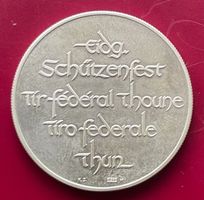 eidg.
Schützenfest
Tir fédéral Thoune
Tiro federale
Thun